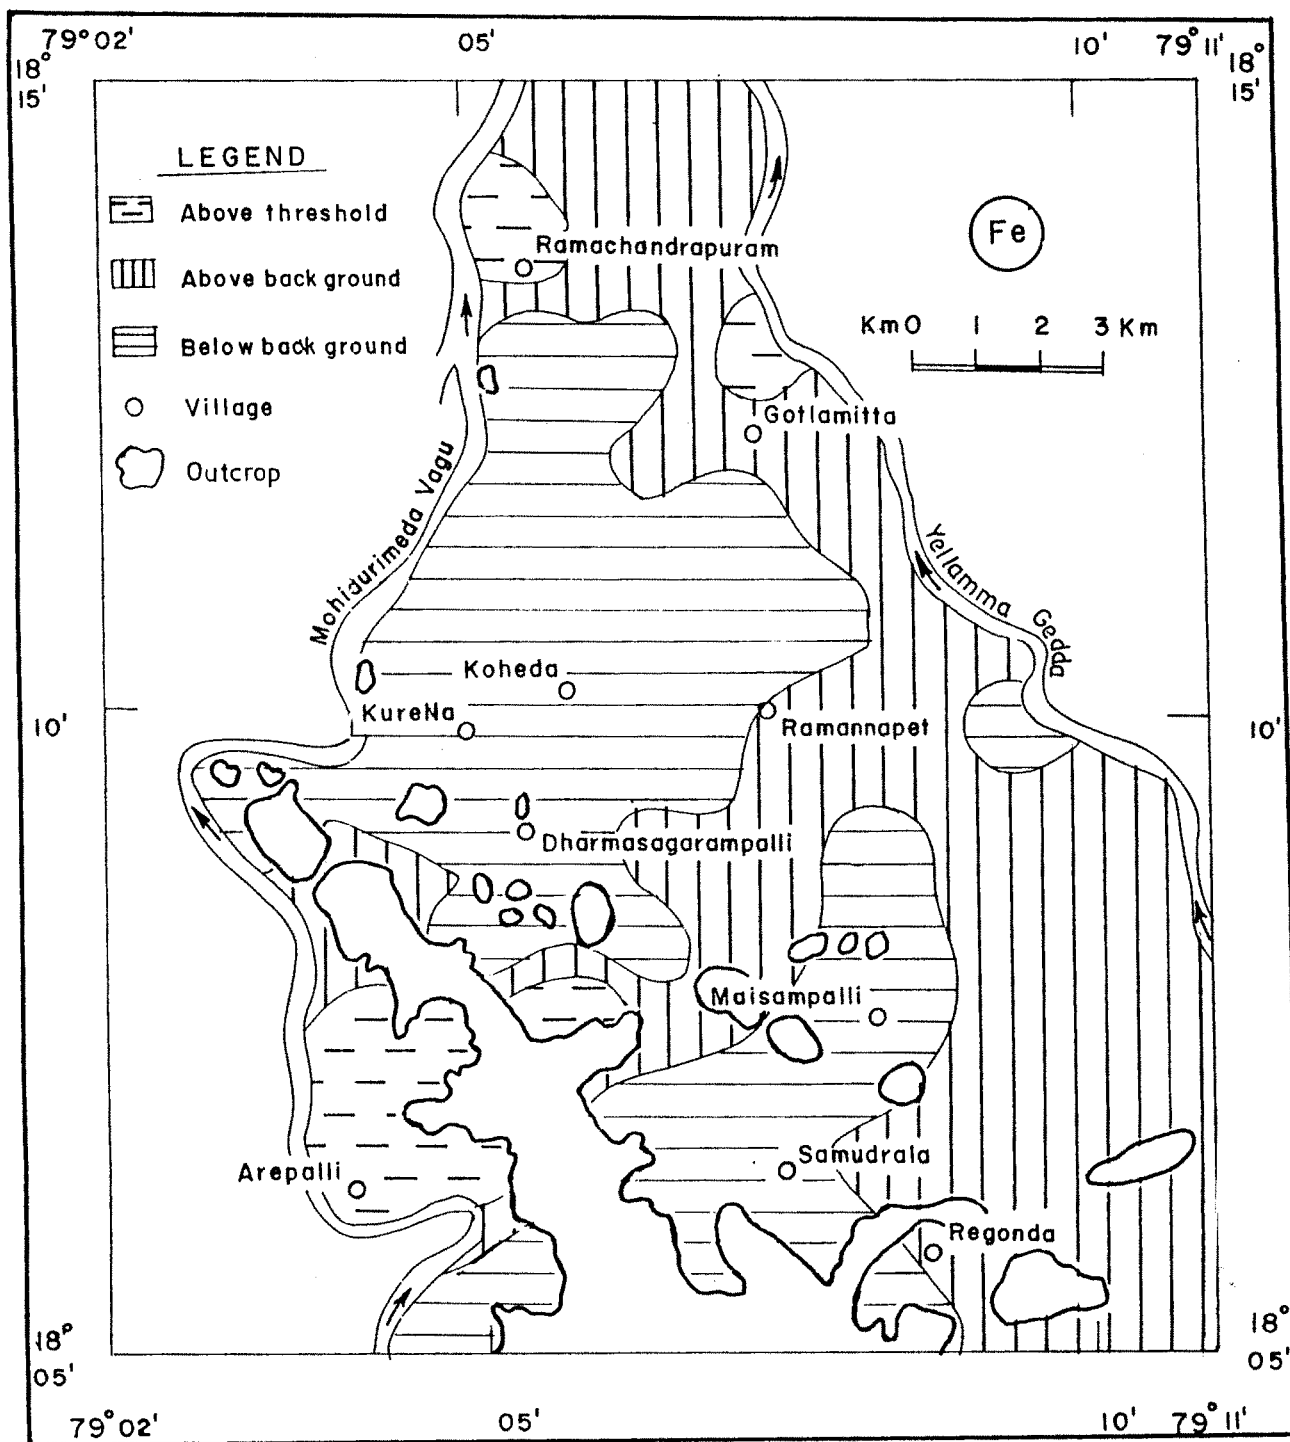 79°02' 05' 10' 79°11'
18° 18°
15' 15'
LEGEND
Above threshold
Above back ground
Below back ground
Village
Outcrop
Fe
Km 0 1 2 3 Km
Ramachandrapuram
Gotlamitta
Mohidurimeda Vagu
Yellamma Gedda
Koheda
KureNa
Ramannapet
10' 10'
Dharmasagarampalli
Maisampalli
Arepalli
Samudrala
Regonda
18° 18°
05' 05'
79°02' 05' 10' 79°11'